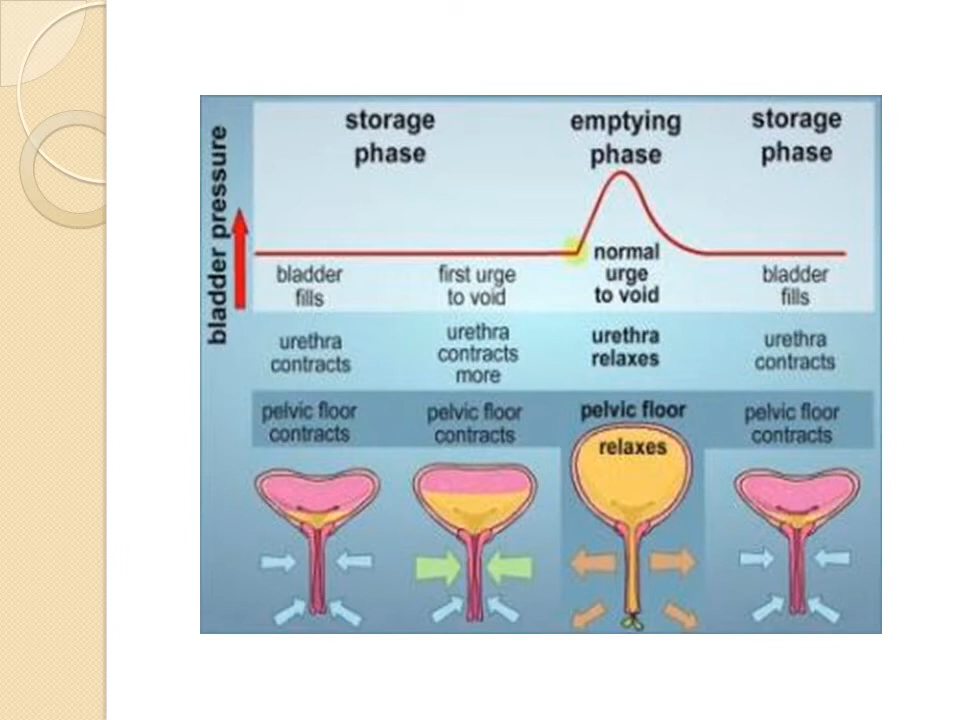 bladder pressure
storage
phase
emptying
phase
storage
phase
bladder
fills
first urge
to void
normal
urge
to void
bladder
fills
urethra
contracts
urethra
contracts
more
urethra
relaxes
urethra
contracts
pelvic floor
contracts
pelvic floor
contracts
pelvic floor
relaxes
pelvic floor
contracts